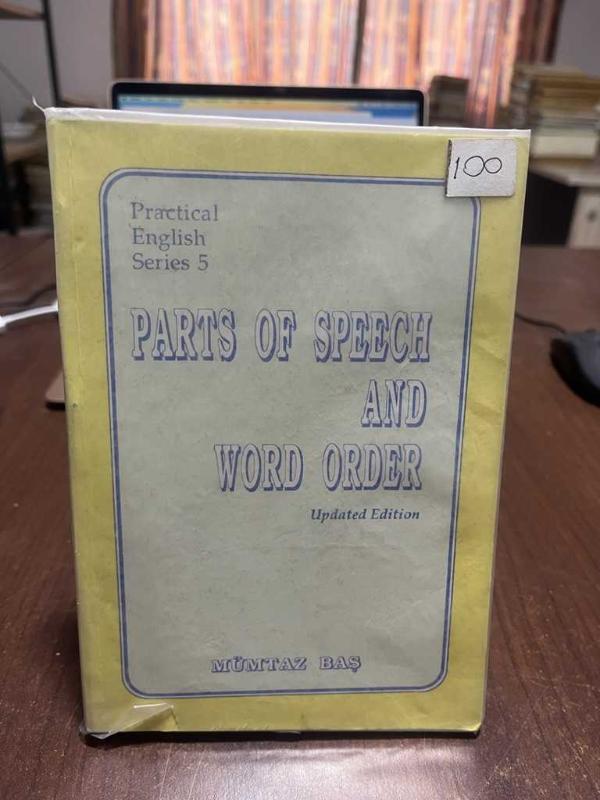 100
Practical
English
Series 5
PARTS OF SPEECH
AND
WORD ORDER
Updated Edition
MÜMTAZ BAŞ